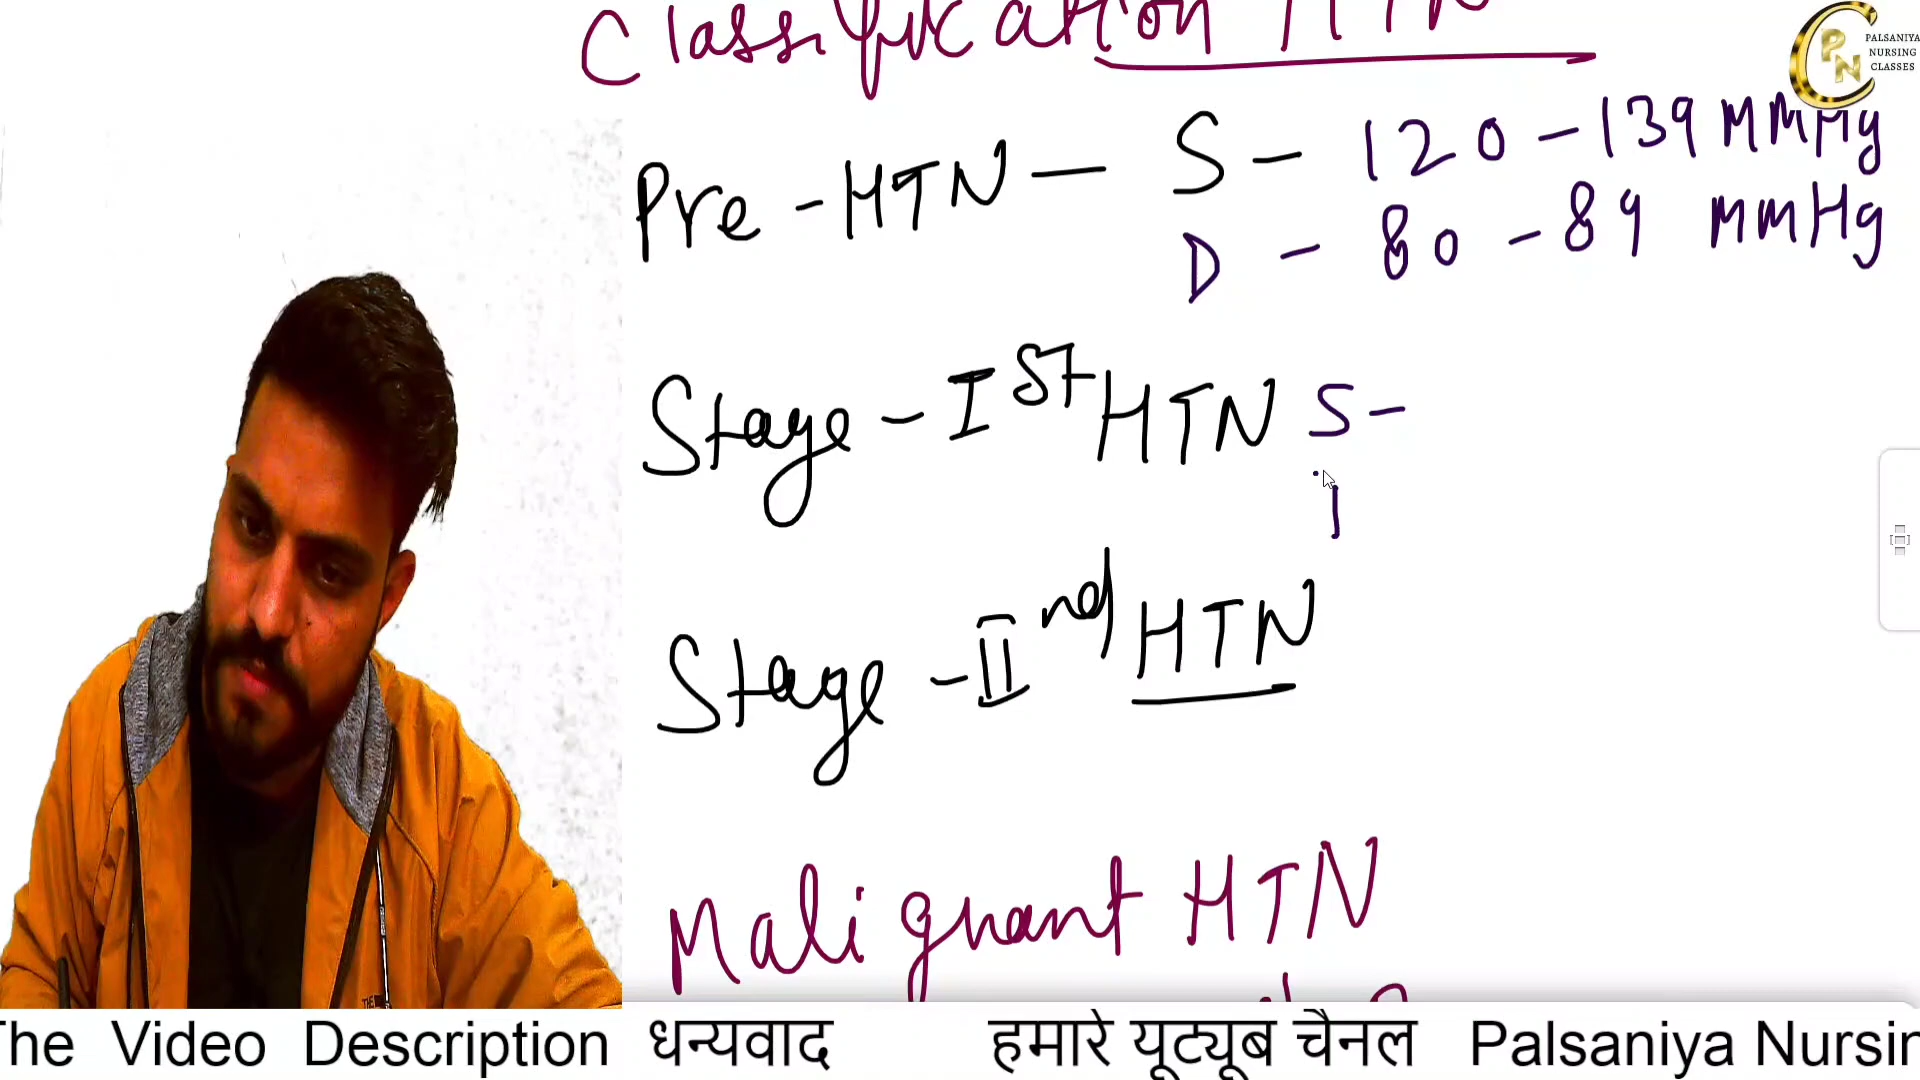 Classification HTN
PALSANIYA
NURSING
CLASSES
PN
Pre - HTN — S — 120 - 139 mmHg
D - 80 - 89 mmHg
Stage - Ist HTN S -
Stage - IInd HTN
Malignant HTN
The Video Description धन्यवाद हमारे यूट्यूब चैनल Palsaniya Nursin